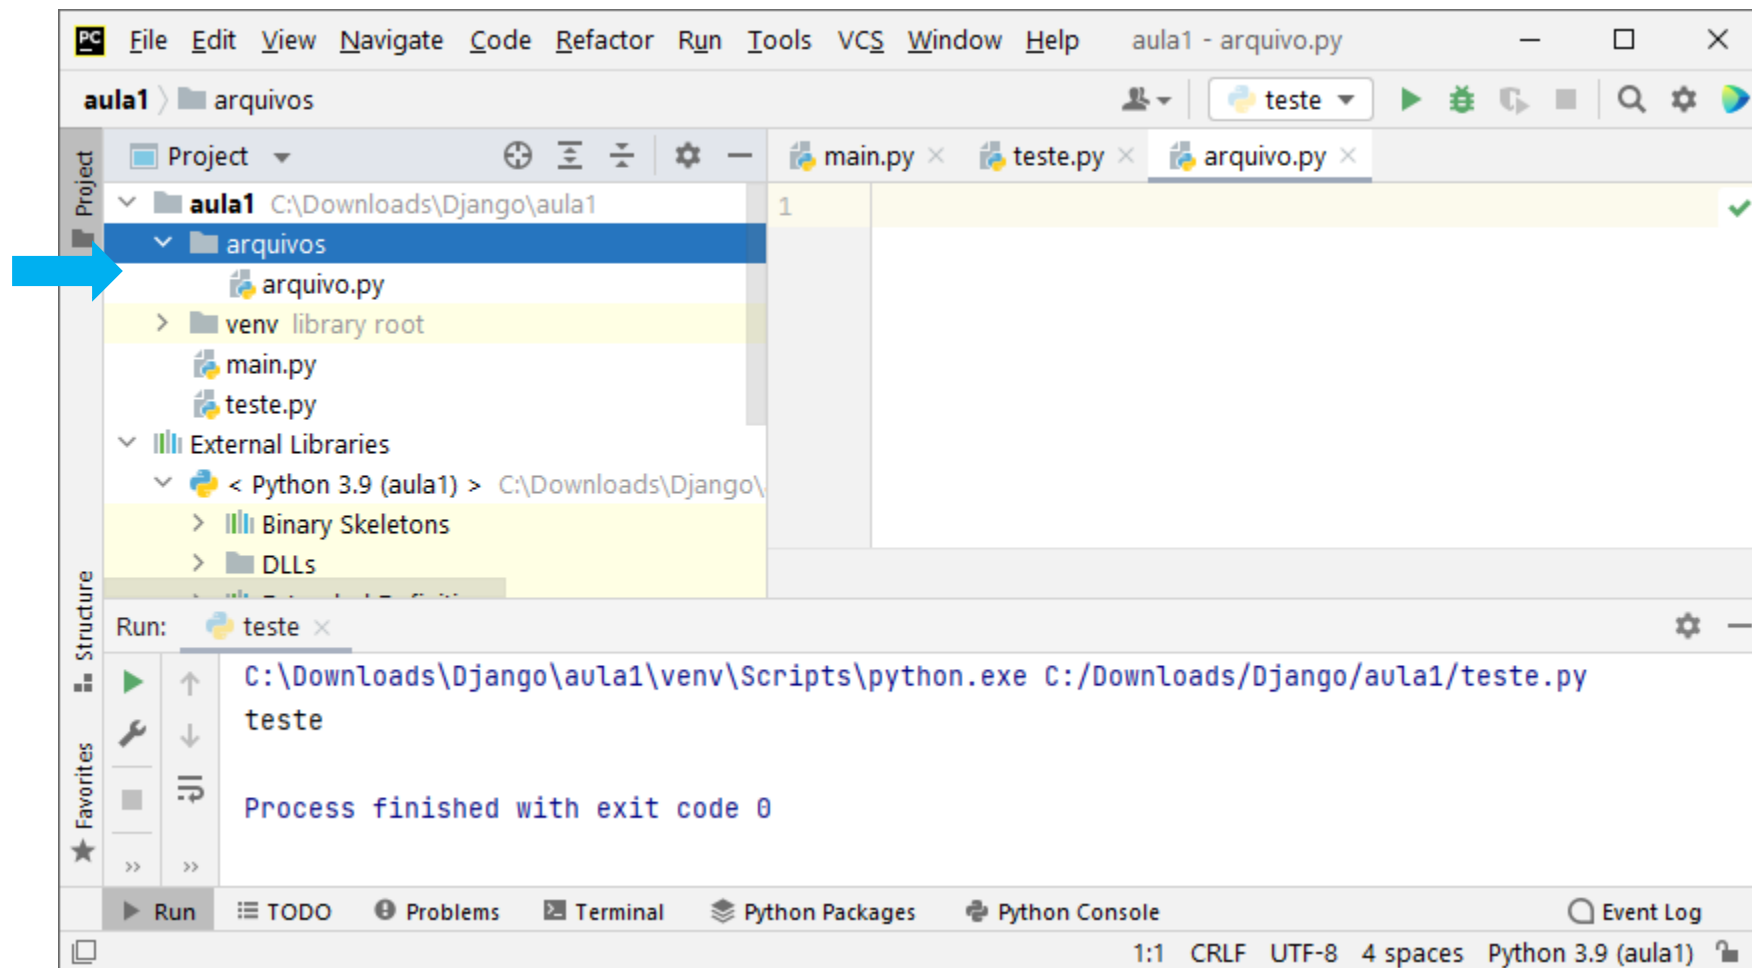 PC File Edit View Navigate Code Refactor Run Tools VCS Window Help aula1 - arquivo.py
aula1 arquivos teste
Project
Project main.py teste.py arquivo.py
aula1 C:\Downloads\Django\aula1 1
arquivos
arquivo.py
venv library root
main.py
teste.py
External Libraries
< Python 3.9 (aula1) > C:\Downloads\Django\
Binary Skeletons
DLLs
Structure
Favorites
Run: teste
C:\Downloads\Django\aula1\venv\Scripts\python.exe C:/Downloads/Django/aula1/teste.py
teste
Process finished with exit code 0
Run TODO Problems Terminal Python Packages Python Console Event Log
1:1 CRLF UTF-8 4 spaces Python 3.9 (aula1)